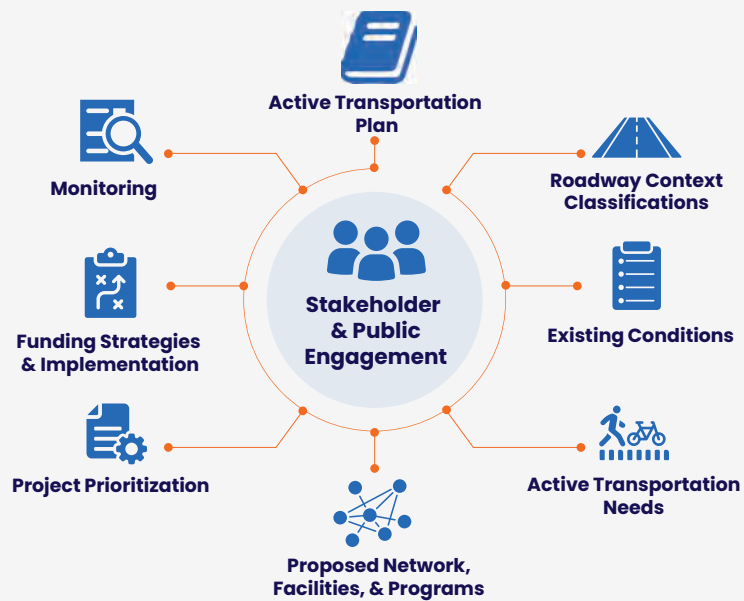 Active Transportation
Plan
Roadway Context
Classifications
Existing Conditions
Active Transportation
Needs
Proposed Network,
Facilities, & Programs
Project Prioritization
Funding Strategies
& Implementation
Monitoring
Stakeholder
& Public
Engagement